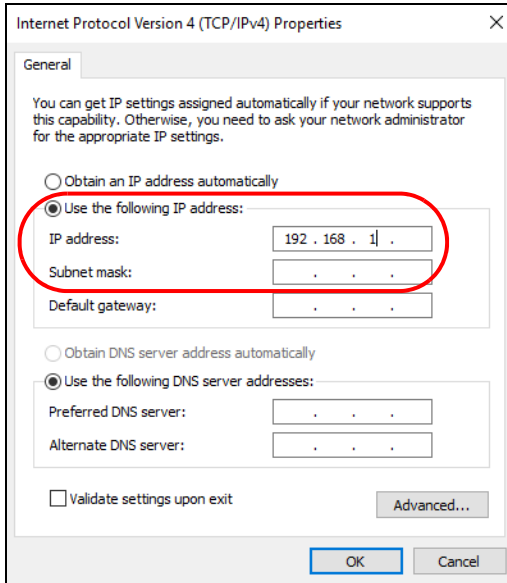 Internet Protocol Version 4 (TCP/IPv4) Properties
General
You can get IP settings assigned automatically if your network supports
this capability. Otherwise, you need to ask your network administrator
for the appropriate IP settings.
Obtain an IP address automatically
Use the following IP address:
IP address: 192 . 168 . 1 .
Subnet mask: . . .
Default gateway: . . .
Obtain DNS server address automatically
Use the following DNS server addresses:
Preferred DNS server: . . .
Alternate DNS server: . . .
Validate settings upon exit
Advanced...
OK Cancel